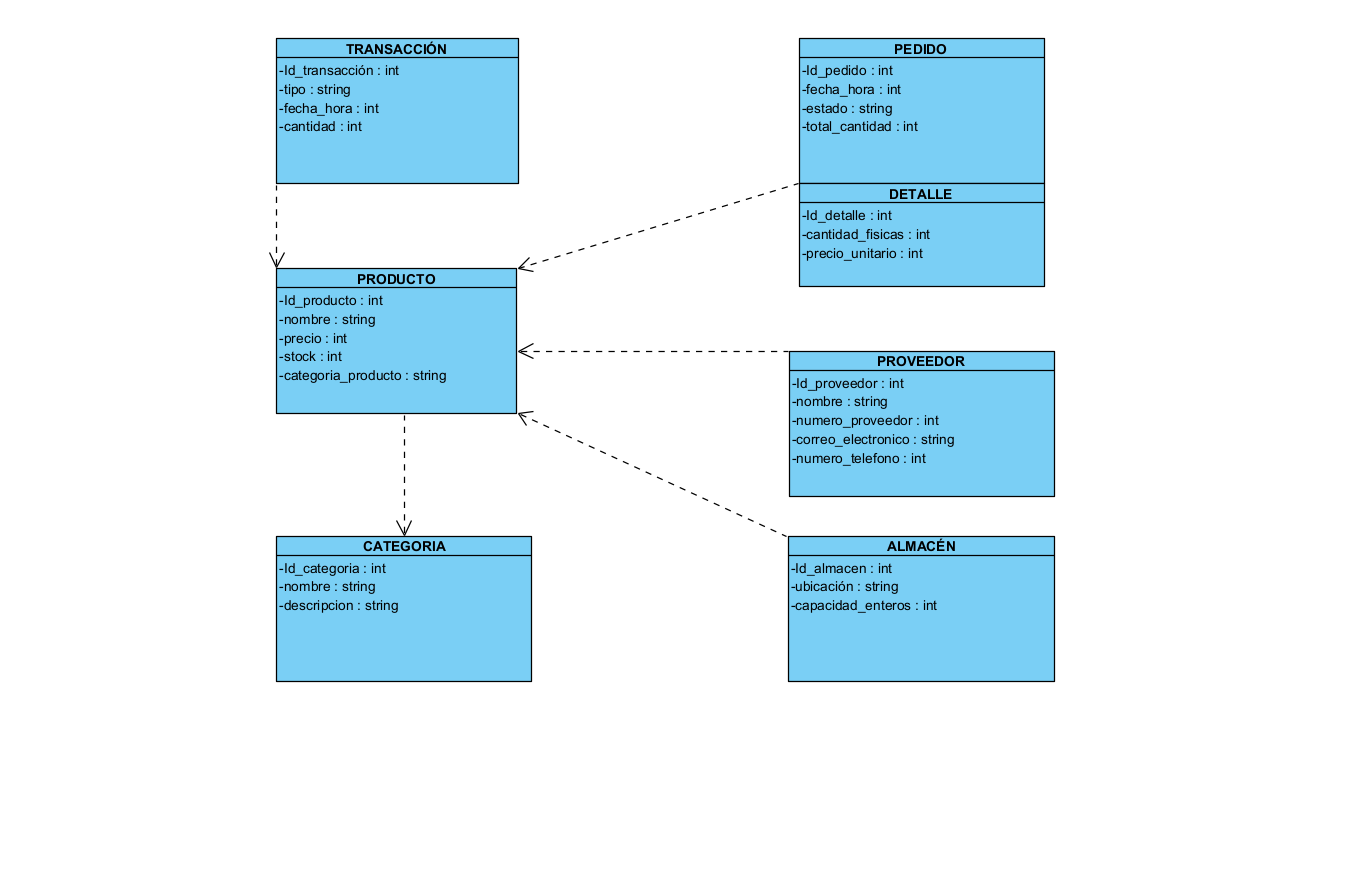 TRANSACCIÓN
-Id_transacción : int
-tipo : string
-fecha_hora : int
-cantidad : int
PEDIDO
-Id_pedido : int
-fecha_hora : int
-estado : string
-total_cantidad : int
DETALLE
-Id_detalle : int
-cantidad_fisicas : int
-precio_unitario : int
PRODUCTO
-Id_producto : int
-nombre : string
-precio : int
-stock : int
-categoria_producto : string
PROVEEDOR
-Id_proveedor : int
-nombre : string
-numero_proveedor : int
-correo_electronico : string
-numero_telefono : int
CATEGORIA
-Id_categoria : int
-nombre : string
-descripcion : string
ALMACÉN
-Id_almacen : int
-ubicación : string
-capacidad_enteros : int